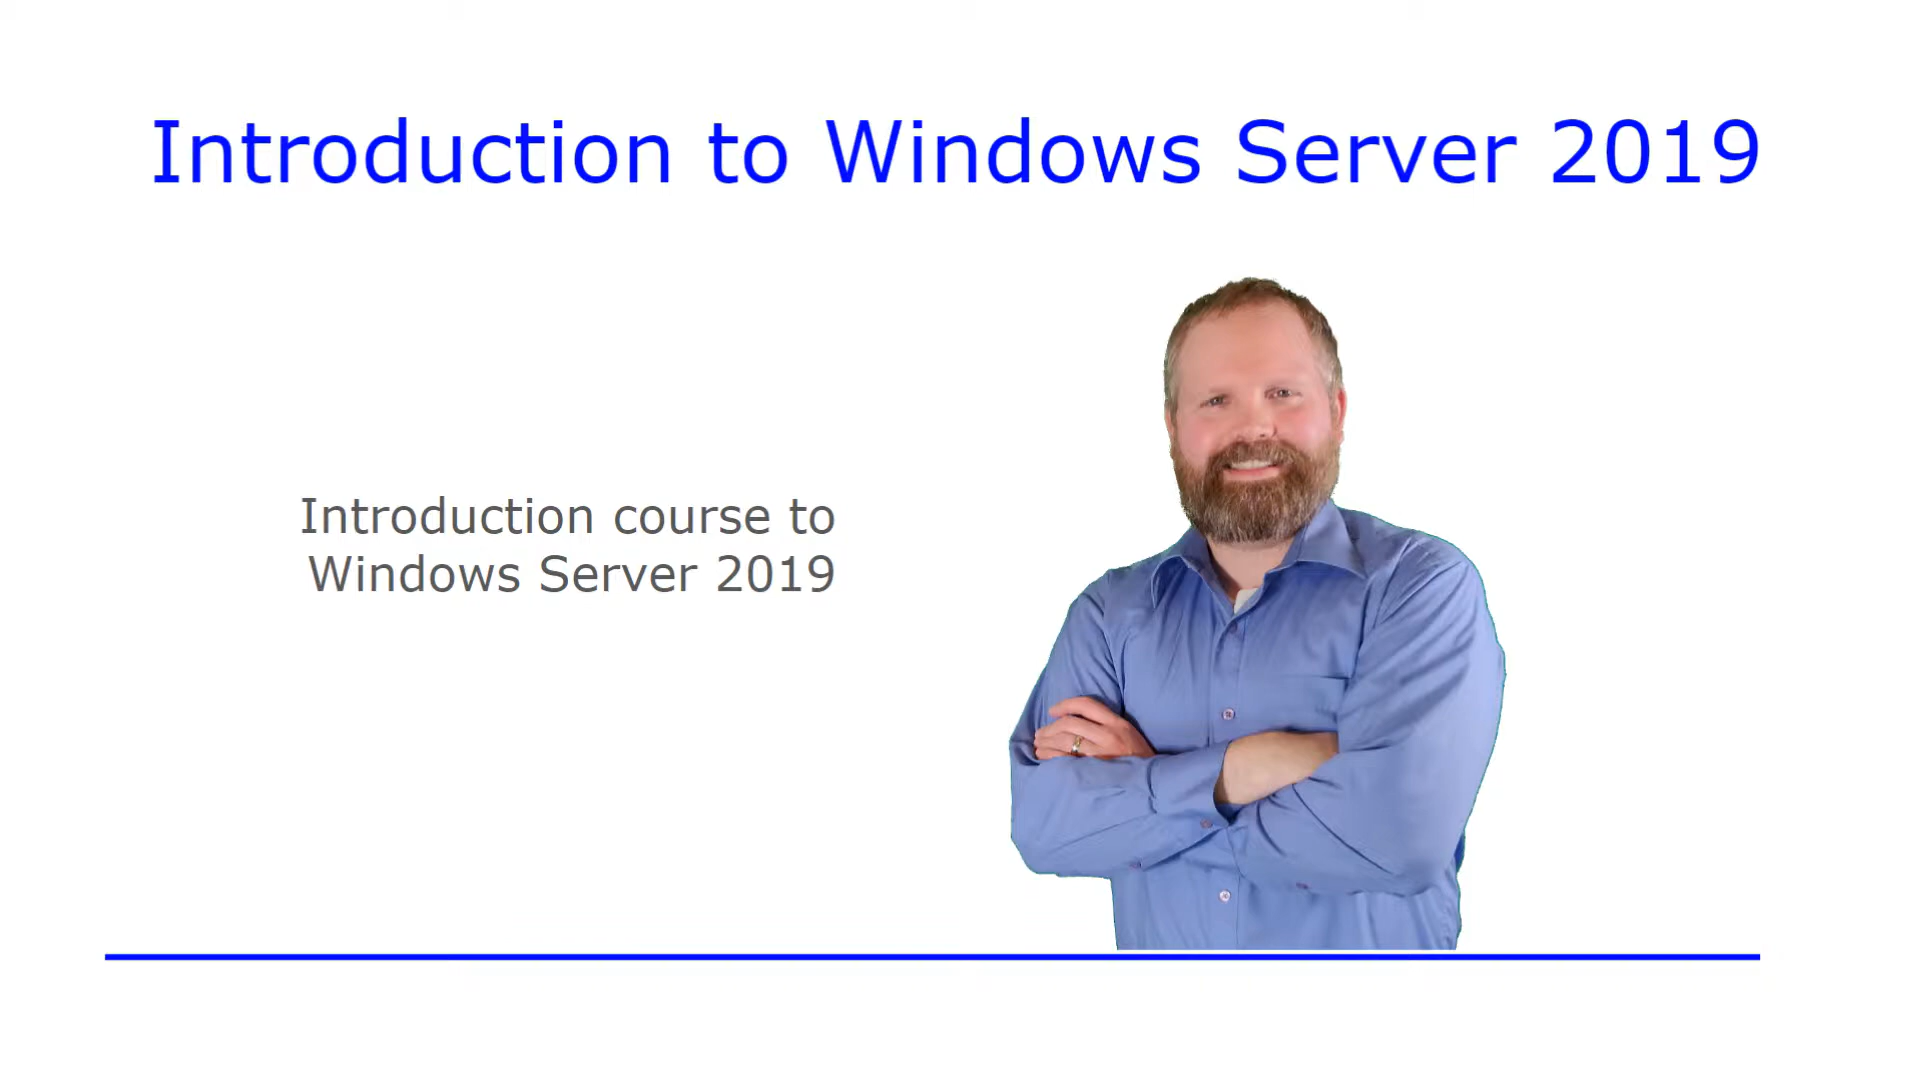 Introduction to Windows Server 2019
Introduction course to
Windows Server 2019